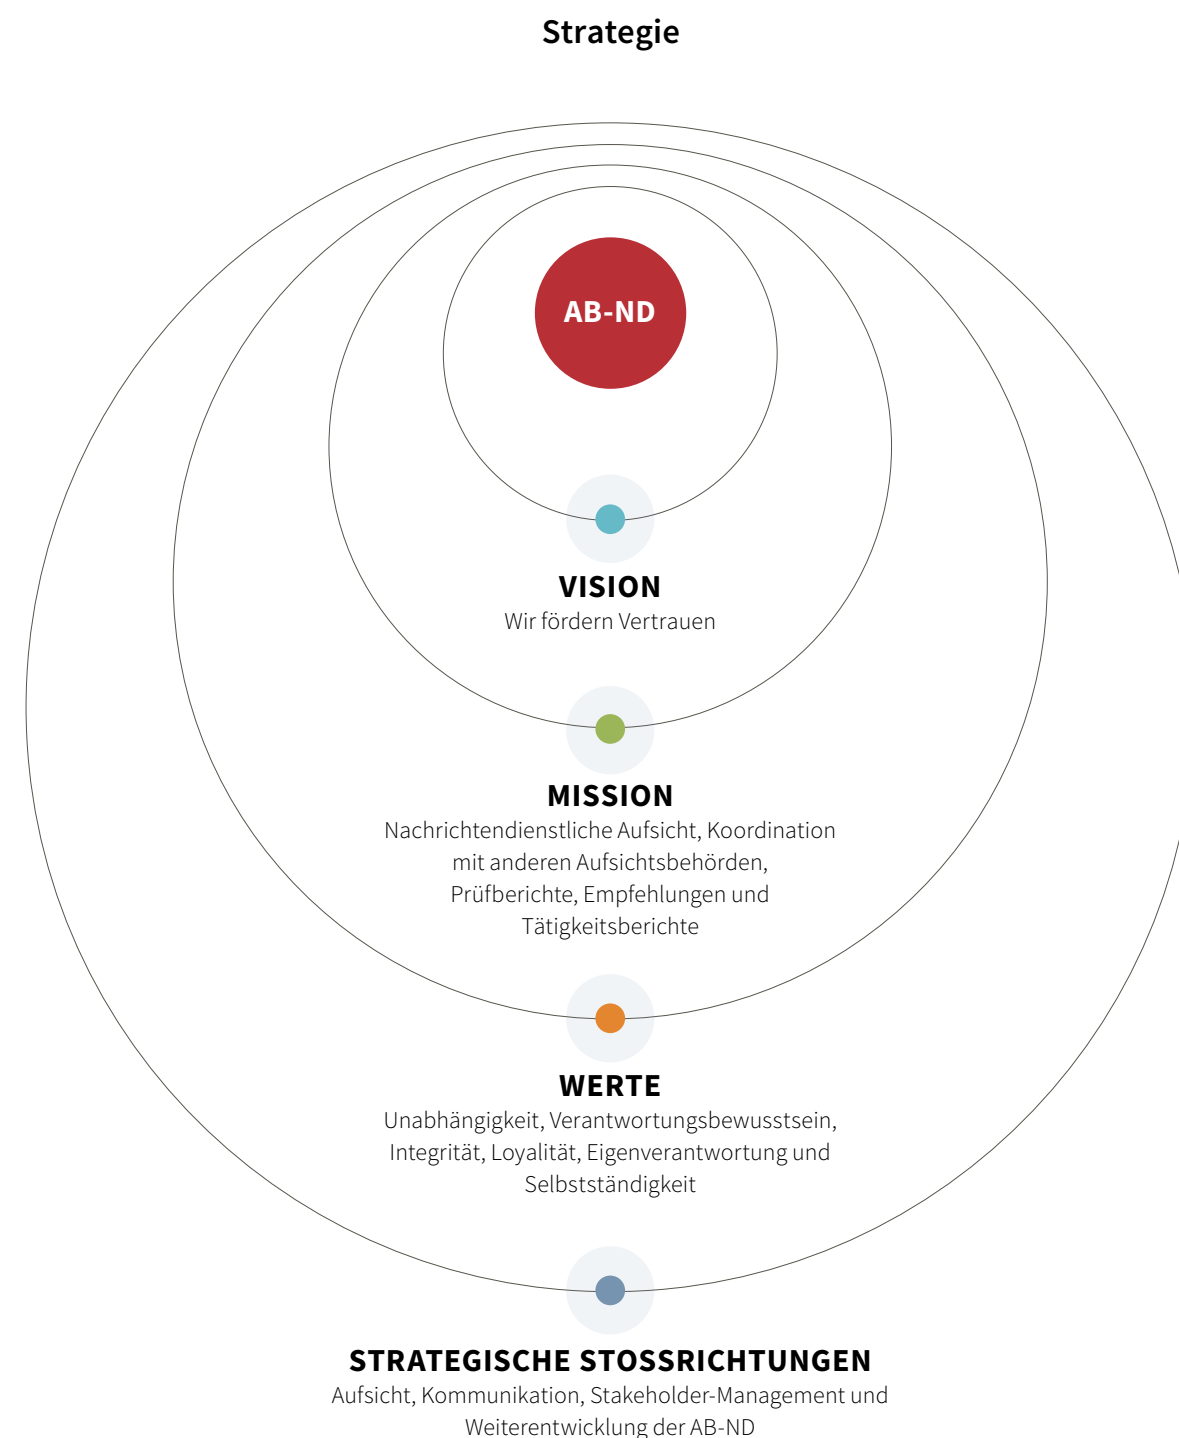 Strategie
AB-ND
VISION
Wir fördern Vertrauen
MISSION
Nachrichtendienstliche Aufsicht, Koordination
mit anderen Aufsichtsbehörden,
Prüfberichte, Empfehlungen und
Tätigkeitsberichte
WERTE
Unabhängigkeit, Verantwortungsbewusstsein,
Integrität, Loyalität, Eigenverantwortung und
Selbstständigkeit
STRATEGISCHE STOSSRICHTUNGEN
Aufsicht, Kommunikation, Stakeholder-Management und
Weiterentwicklung der AB-ND